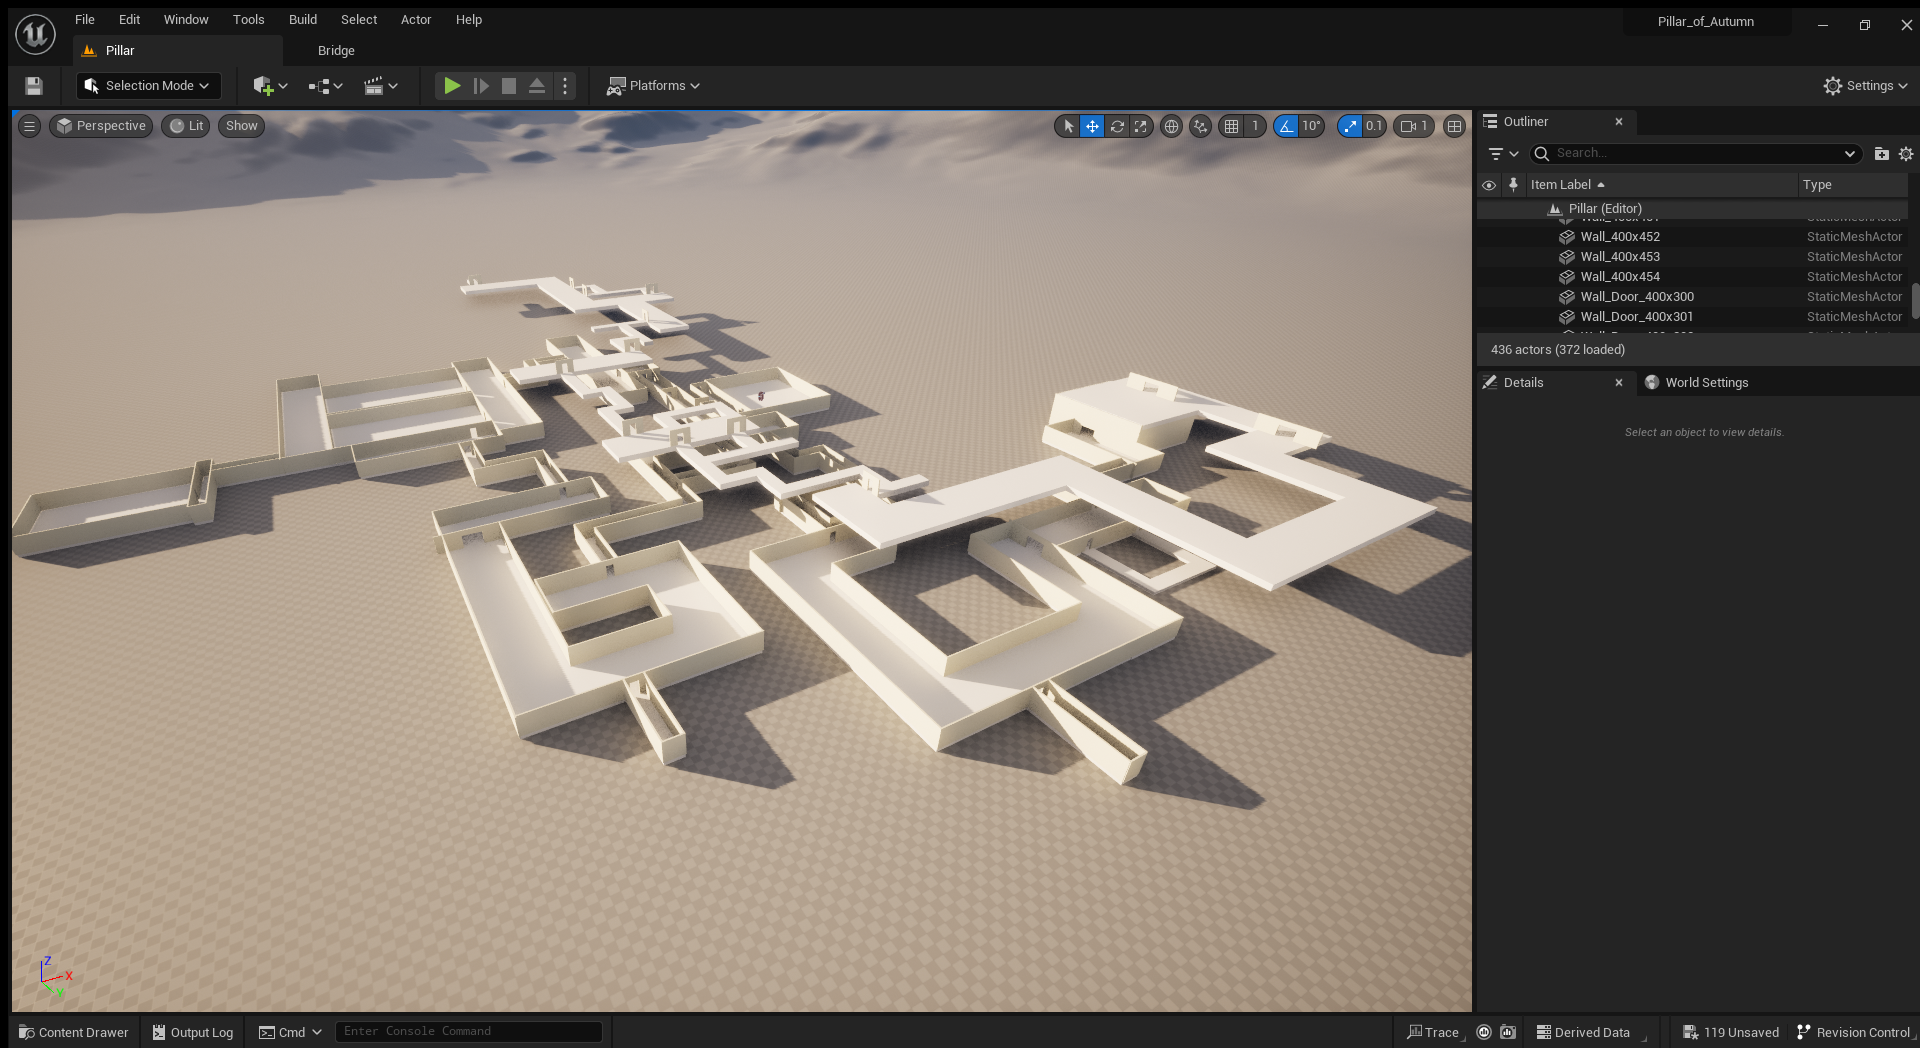 File Edit Window Tools Build Select Actor Help
Pillar_of_Autumn
Pillar
Bridge
Selection Mode
Platforms
Settings
Perspective Lit Show
1 10° 0.1 1
Outliner
Search...
Item Label Type
Pillar (Editor)
Wall_400x452 StaticMeshActor
Wall_400x453 StaticMeshActor
Wall_400x454 StaticMeshActor
Wall_Door_400x300 StaticMeshActor
Wall_Door_400x301 StaticMeshActor
436 actors (372 loaded)
Details
World Settings
Select an object to view details.
Z
X
Y
Content Drawer Output Log Cmd Enter Console Command Trace Derived Data 119 Unsaved Revision Control